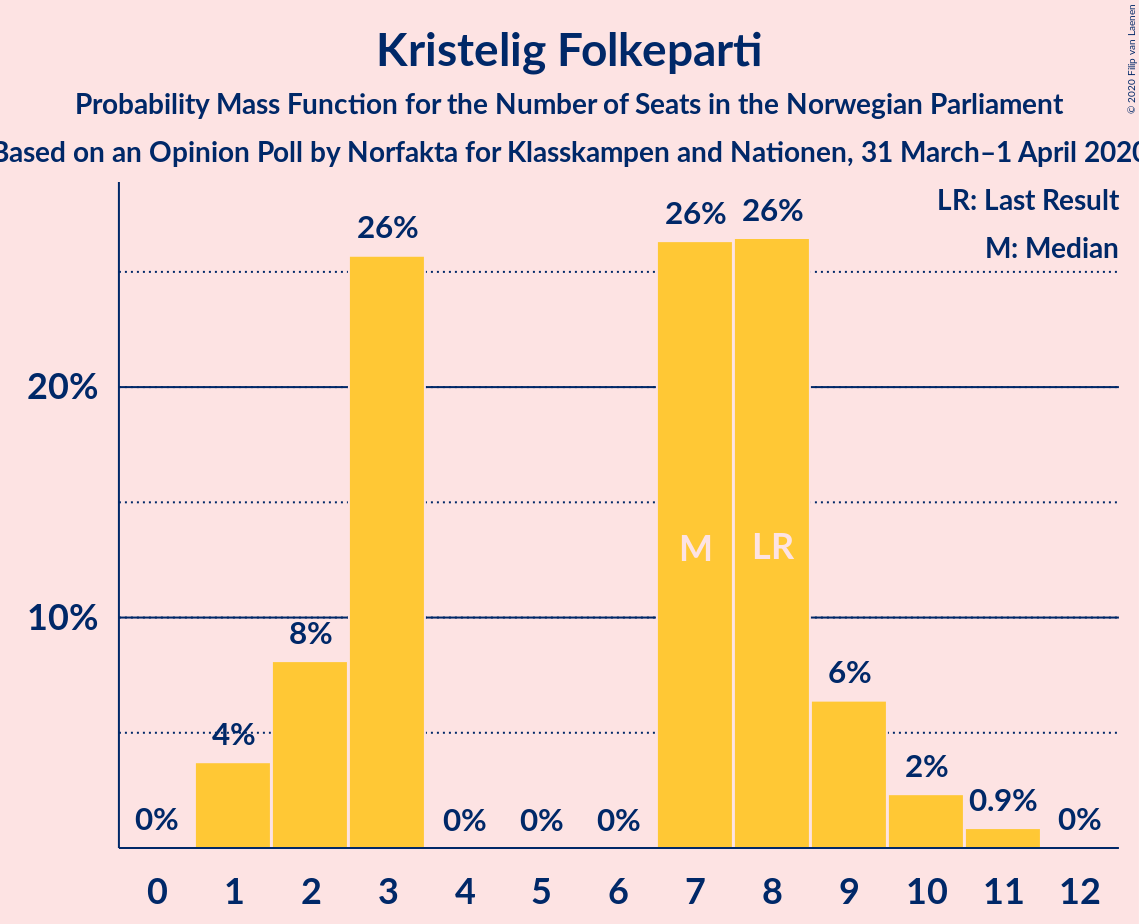 Kristelig Folkeparti
Probability Mass Function for the Number of Seats in the Norwegian Parliament
Based on an Opinion Poll by Norfakta for Klasskampen and Nationen, 31 March–1 April 2020
© 2020 Filip van Laenen
LR: Last Result
M: Median
20%
10%
0%
4%
8%
26%
0%
0%
0%
26%
26%
6%
2%
0.9%
0%
M
LR
0 1 2 3 4 5 6 7 8 9 10 11 12